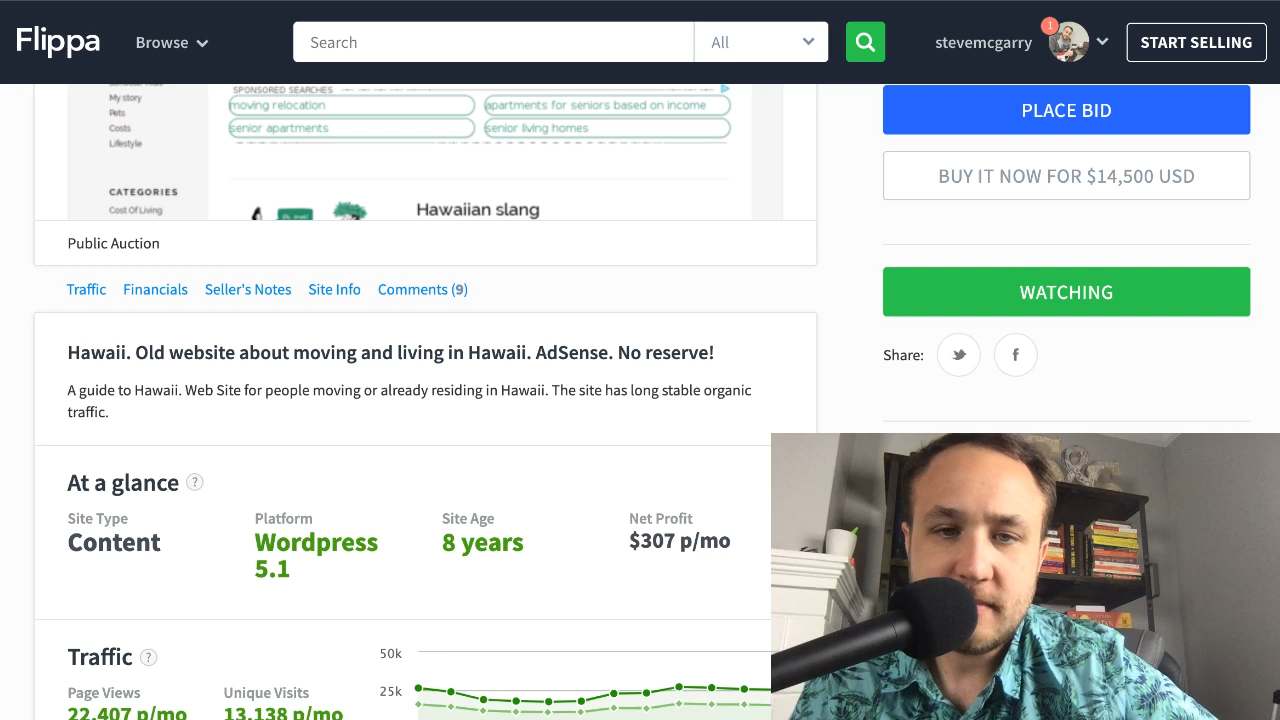 Flippa
Browse
Search
All
1
stevemcgarry
START SELLING
My story
Pets
Costs
Lifestyle
CATEGORIES
Cost Of Living
SPONSORED SEARCHES
moving relocation
apartments for seniors based on income
senior apartments
senior living homes
Hawaiian slang
Public Auction
PLACE BID
BUY IT NOW FOR $14,500 USD
WATCHING
Share:
Traffic
Financials
Seller's Notes
Site Info
Comments (9)
Hawaii. Old website about moving and living in Hawaii. AdSense. No reserve!
A guide to Hawaii. Web Site for people moving or already residing in Hawaii. The site has long stable organic
traffic.
At a glance ?
Site Type
Content
Platform
Wordpress
5.1
Site Age
8 years
Net Profit
$307 p/mo
Traffic ?
Page Views
22,407 p/mo
Unique Visits
13,138 p/mo
50k
25k